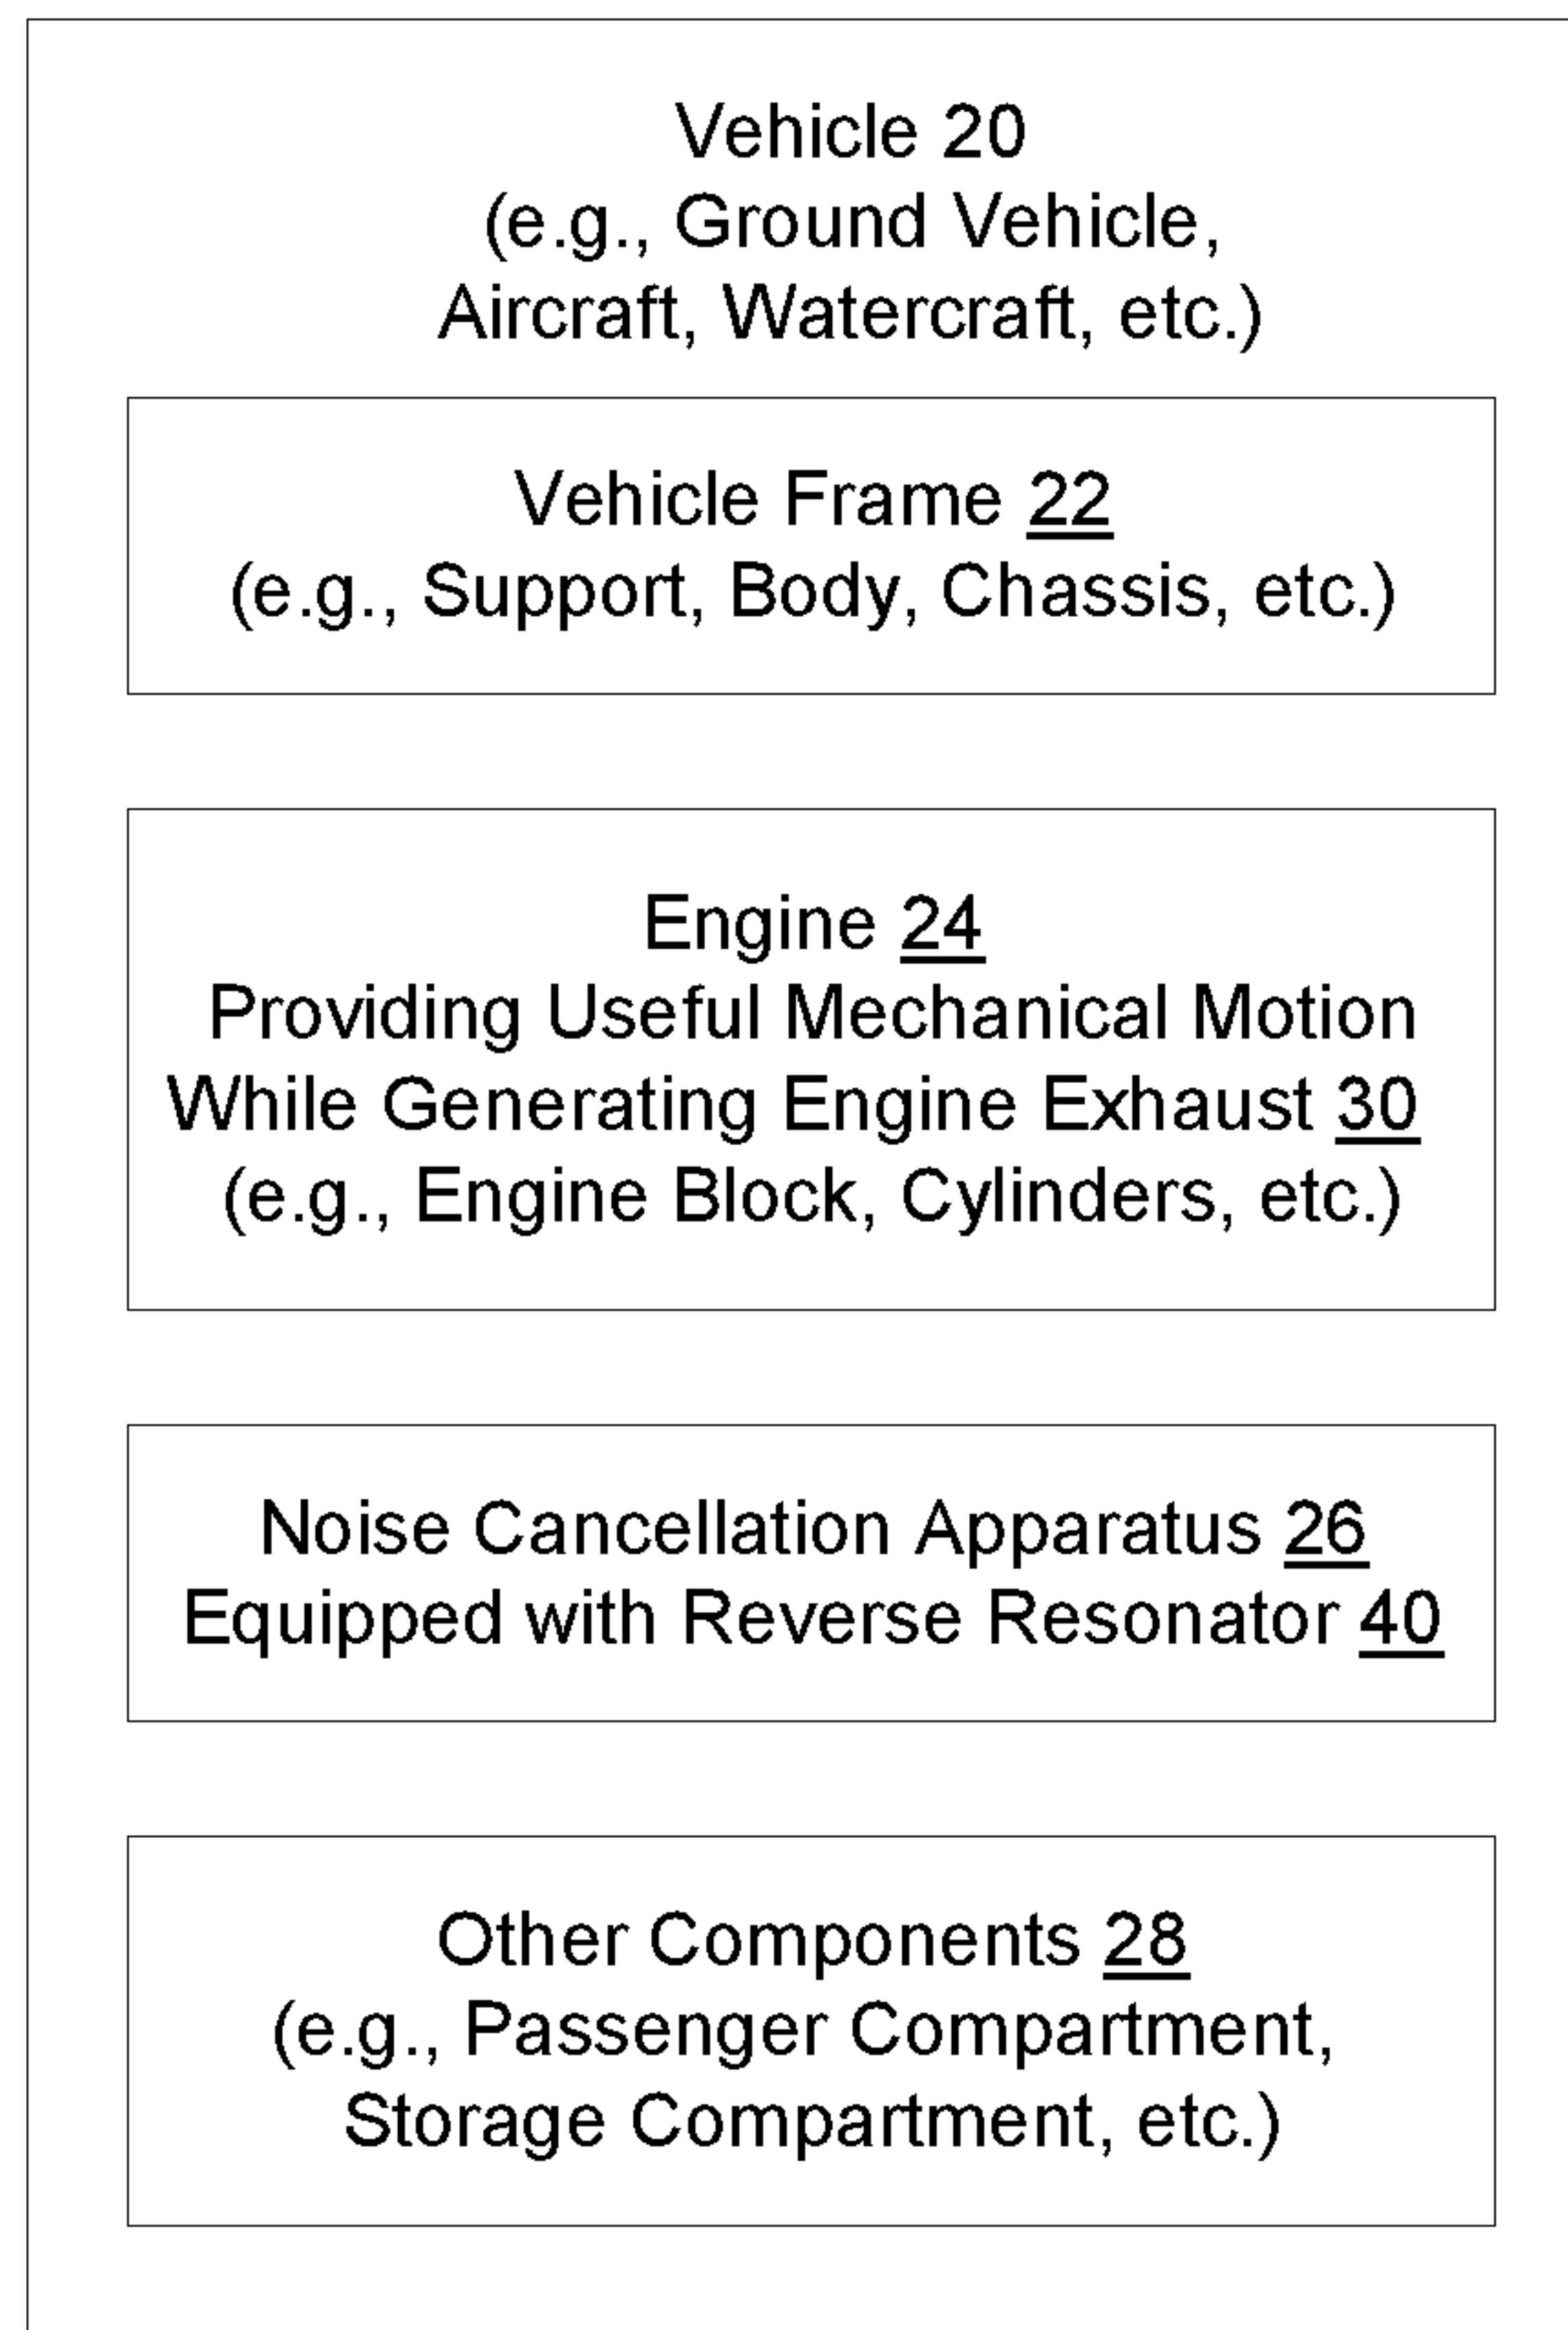 Vehicle 20
(e.g., Ground Vehicle,
Aircraft, Watercraft, etc.)
Vehicle Frame 22
(e.g., Support, Body, Chassis, etc.)
Engine 24
Providing Useful Mechanical Motion
While Generating Engine Exhaust 30
(e.g., Engine Block, Cylinders, etc.)
Noise Cancellation Apparatus 26
Equipped with Reverse Resonator 40
Other Components 28
(e.g., Passenger Compartment,
Storage Compartment, etc.)